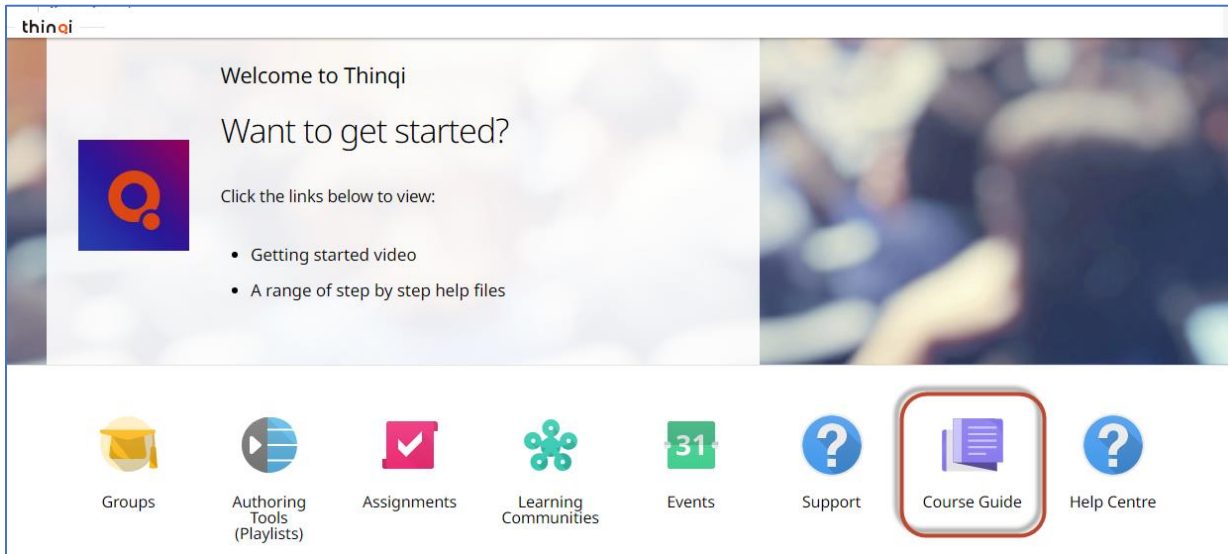 thinqi
Welcome to Thinqi
Want to get started?
Click the links below to view:
• Getting started video
• A range of step by step help files
Groups
Authoring
Tools
(Playlists)
Assignments
Learning
Communities
31
Events
?
Support
Course Guide
?
Help Centre